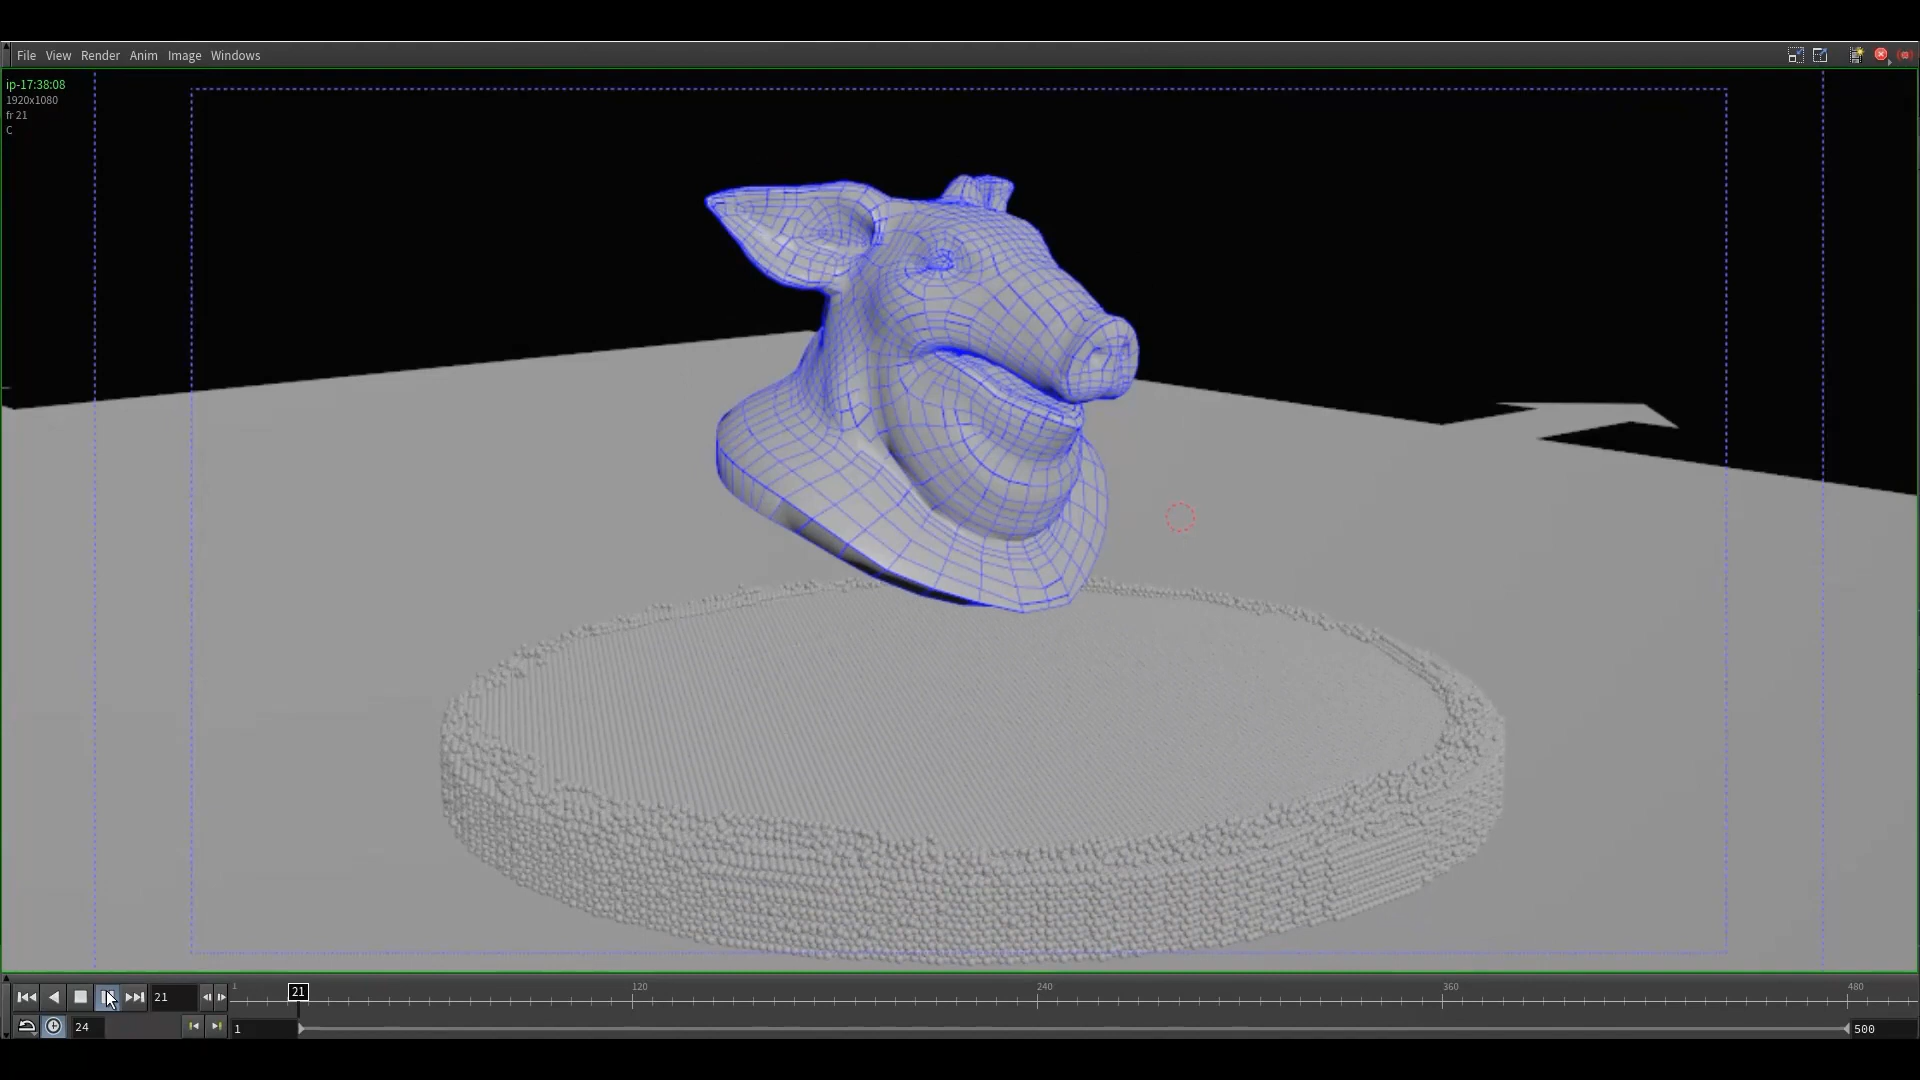 File View Render Anim Image Windows
ip-17:38:08
1920x1080
fr 21
C
21 1 21 120 240 360 480
24 1 500